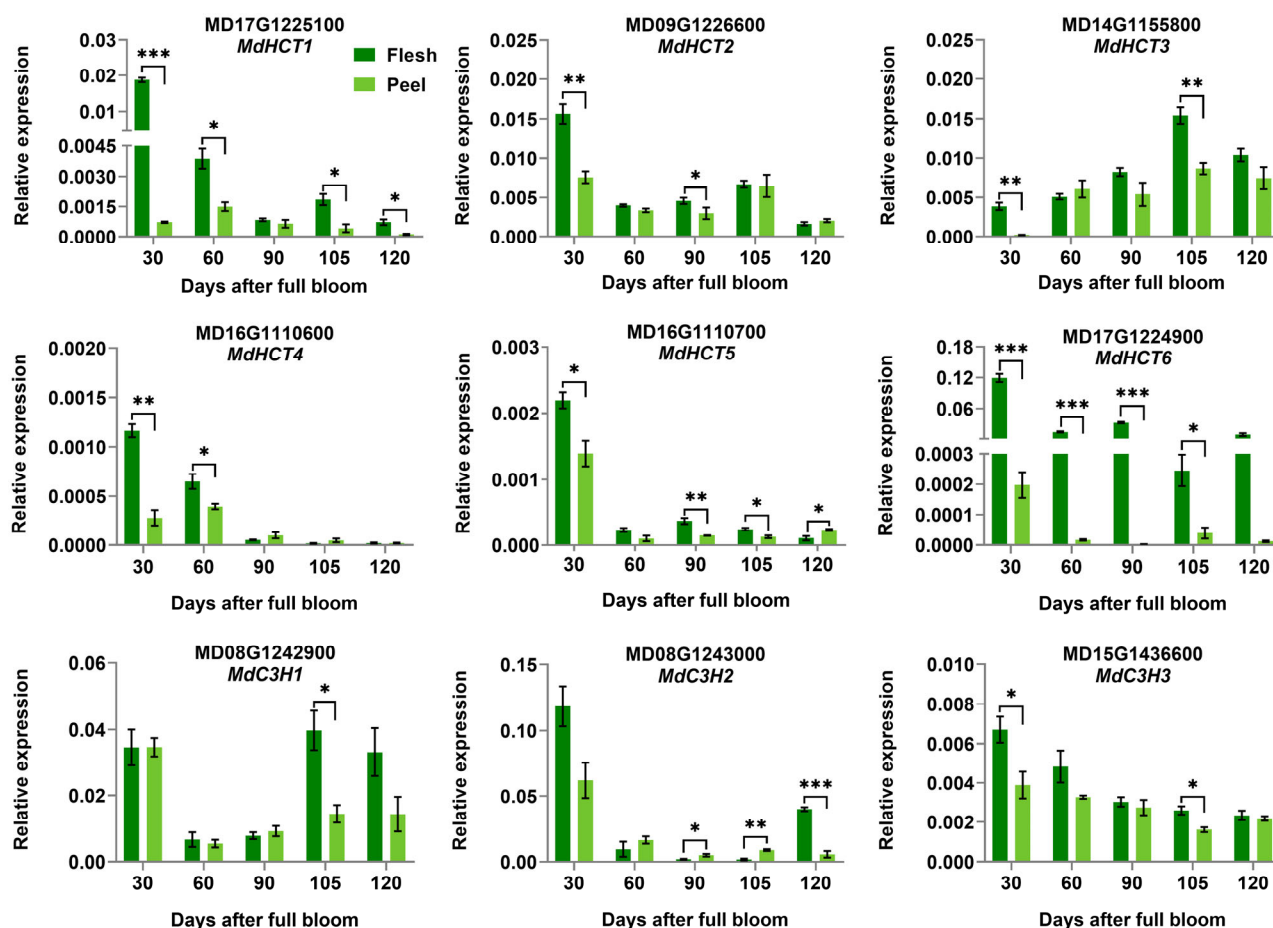 MD17G1225100
MdHCT1
Relative expression
0.03
0.02
0.01
0.0045
0.0030
0.0015
0.0000
***
*
*
*
Flesh
Peel
30 60 90 105 120
Days after full bloom
MD09G1226600
MdHCT2
Relative expression
0.025
0.020
0.015
0.010
0.005
0.000
**
*
30 60 90 105 120
Days after full bloom
MD14G1155800
MdHCT3
Relative expression
0.025
0.020
0.015
0.010
0.005
0.000
**
**
30 60 90 105 120
Days after full bloom
MD16G1110600
MdHCT4
Relative expression
0.0020
0.0015
0.0010
0.0005
0.0000
**
*
30 60 90 105 120
Days after full bloom
MD16G1110700
MdHCT5
Relative expression
0.003
0.002
0.001
0.000
*
**
*
*
30 60 90 105 120
Days after full bloom
MD17G1224900
MdHCT6
Relative expression
0.18
0.12
0.06
0.0003
0.0002
0.0001
0.0000
***
***
***
*
30 60 90 105 120
Days after full bloom
MD08G1242900
MdC3H1
Relative expression
0.06
0.04
0.02
0.00
*
30 60 90 105 120
Days after full bloom
MD08G1243000
MdC3H2
Relative expression
0.15
0.10
0.05
0.00
*
**
***
30 60 90 105 120
Days after full bloom
MD15G1436600
MdC3H3
Relative expression
0.010
0.008
0.006
0.004
0.002
0.000
*
*
30 60 90 105 120
Days after full bloom